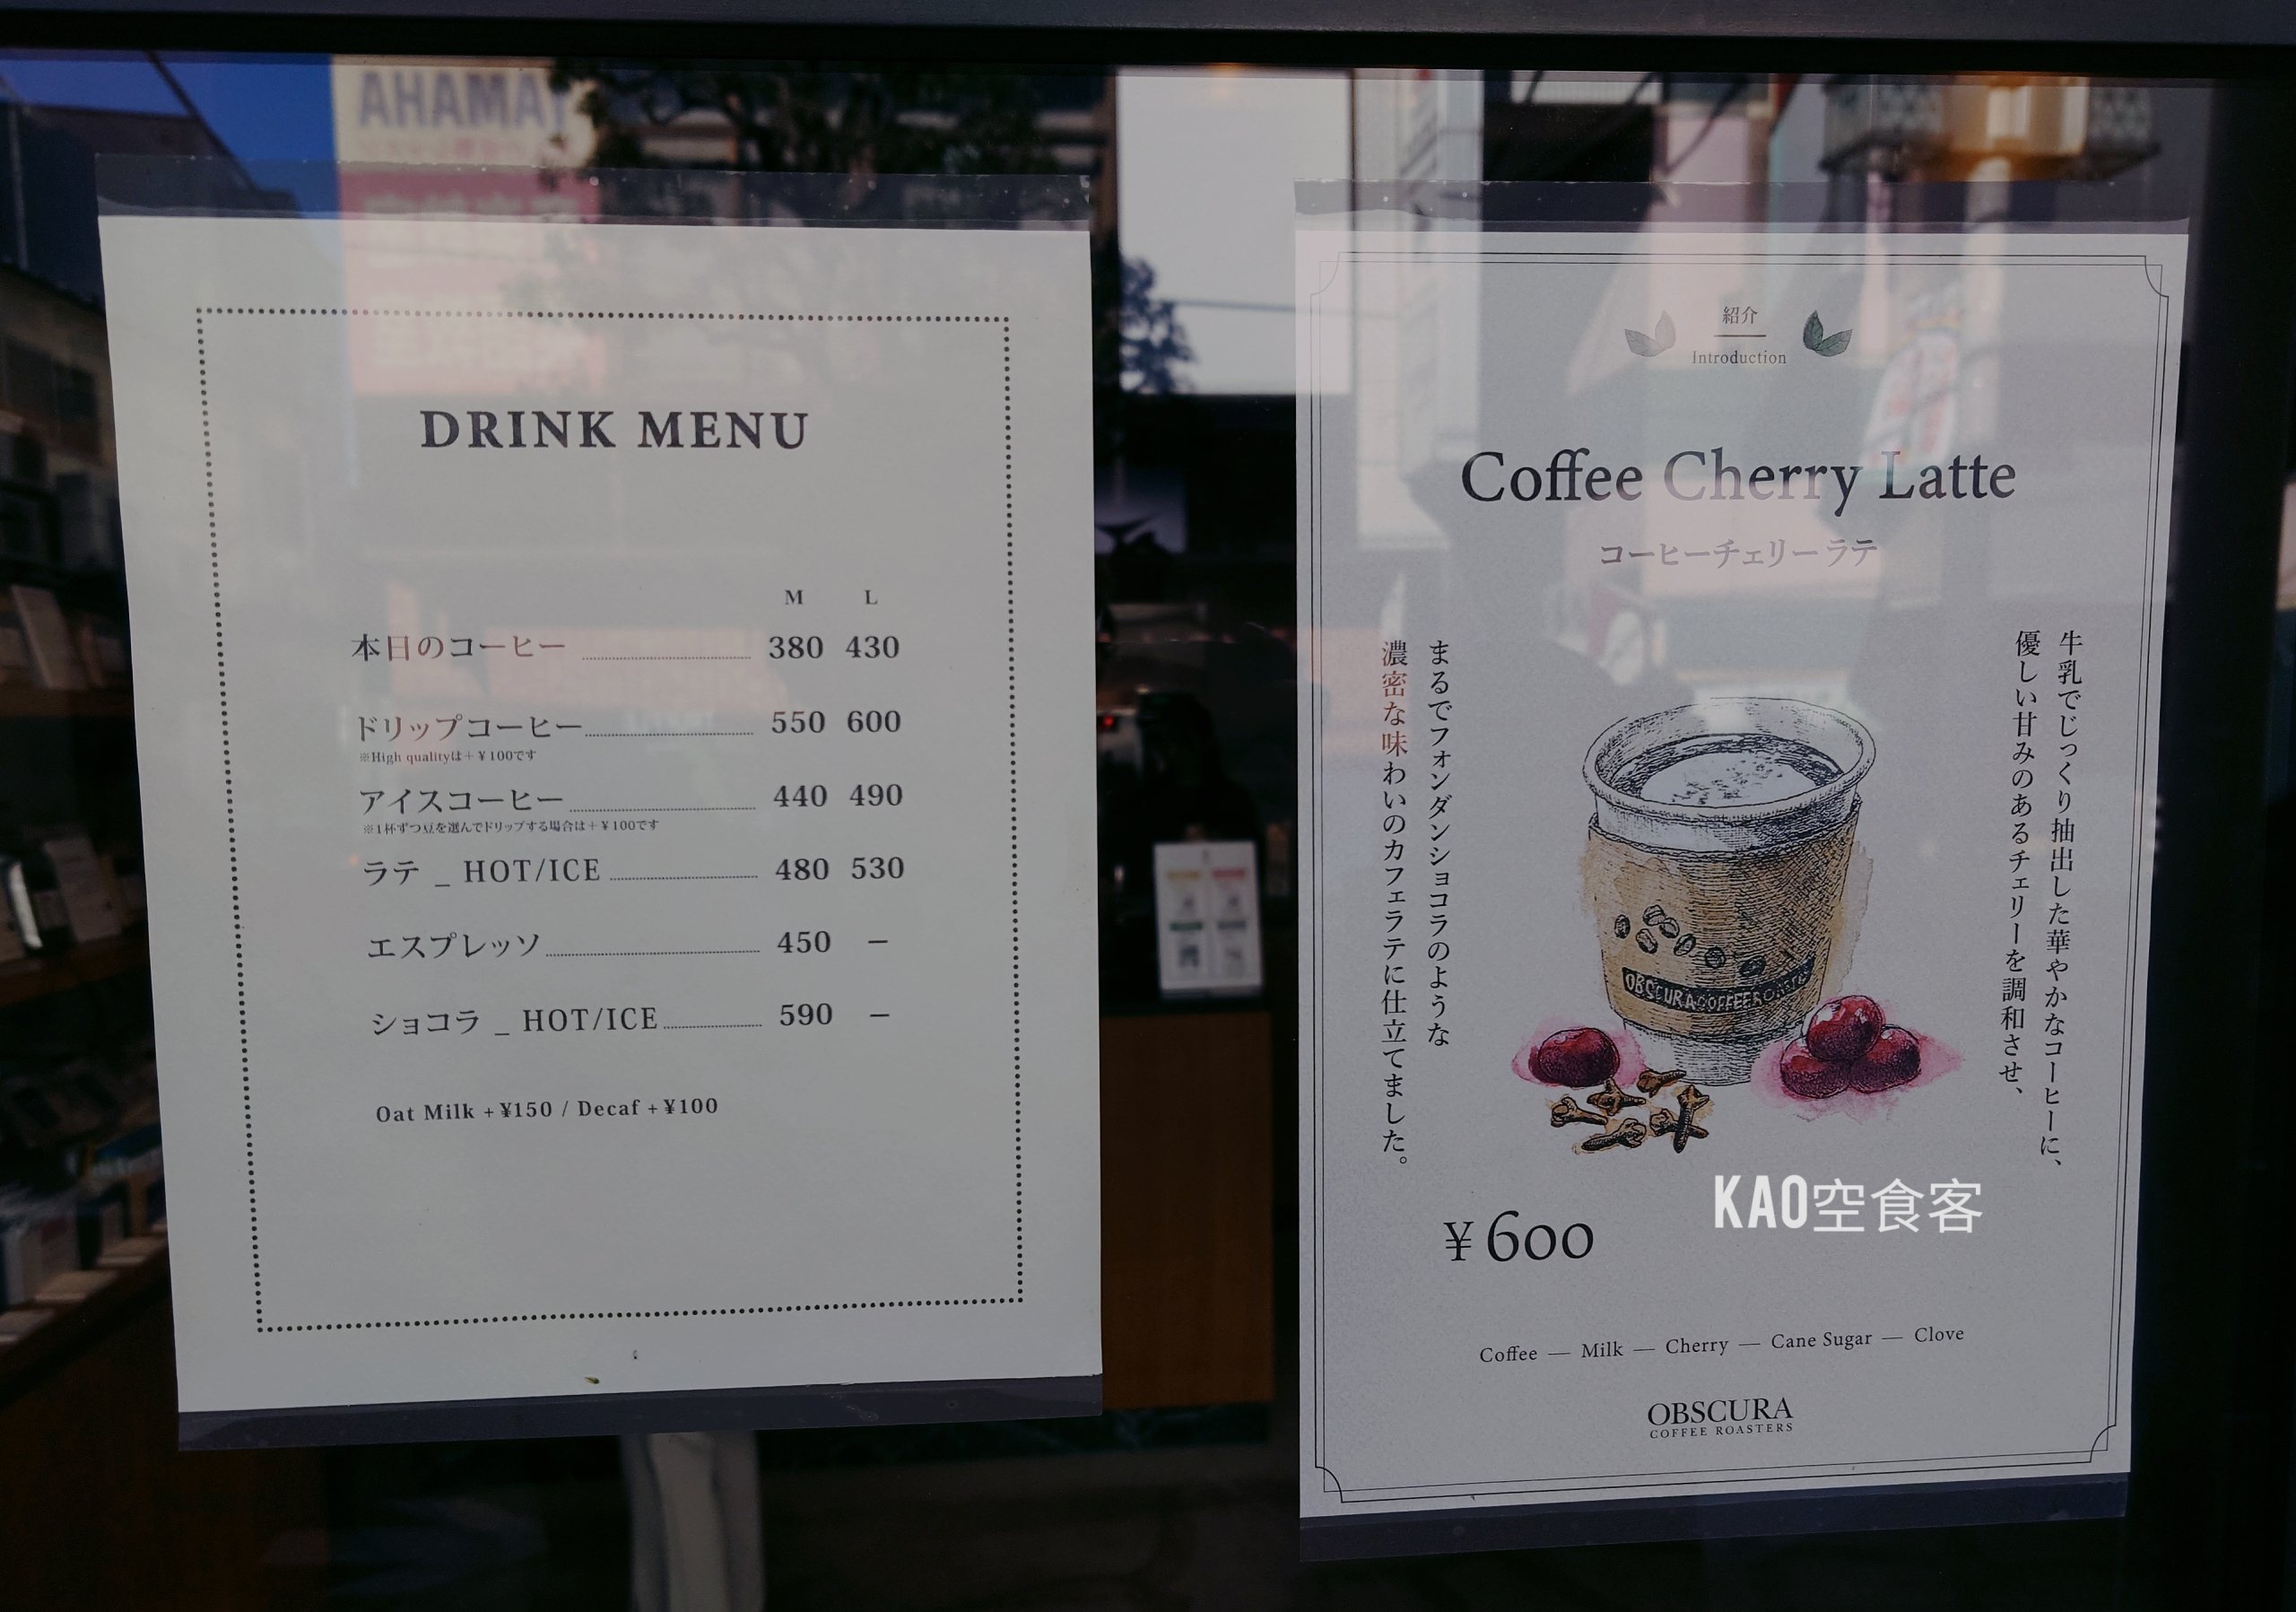 AHAMA
DRINK MENU
M L
本日のコーヒー 380 430
ドリップコーヒー 550 600
※High qualityは+¥100です
アイスコーヒー 440 490
※1杯ずつ豆を選んでドリップする場合は+¥100です
ラテ _ HOT/ICE 480 530
エスプレッソ 450 –
ショコラ _ HOT/ICE 590 –
Oat Milk +¥150 / Decaf +¥100
紹介
Introduction
Coffee Cherry Latte
コーヒーチェリーラテ
牛乳でじっくり抽出した華やかなコーヒーに、
優しい甘みのあるチェリーを調和させ、
まるでフォンダンショコラのような
濃密な味わいのカフェラテに仕立てました。
OBSCURA COFFEE ROASTE
KAO空食客
¥600
Coffee — Milk — Cherry — Cane Sugar — Clove
OBSCURA
COFFEE ROASTERS